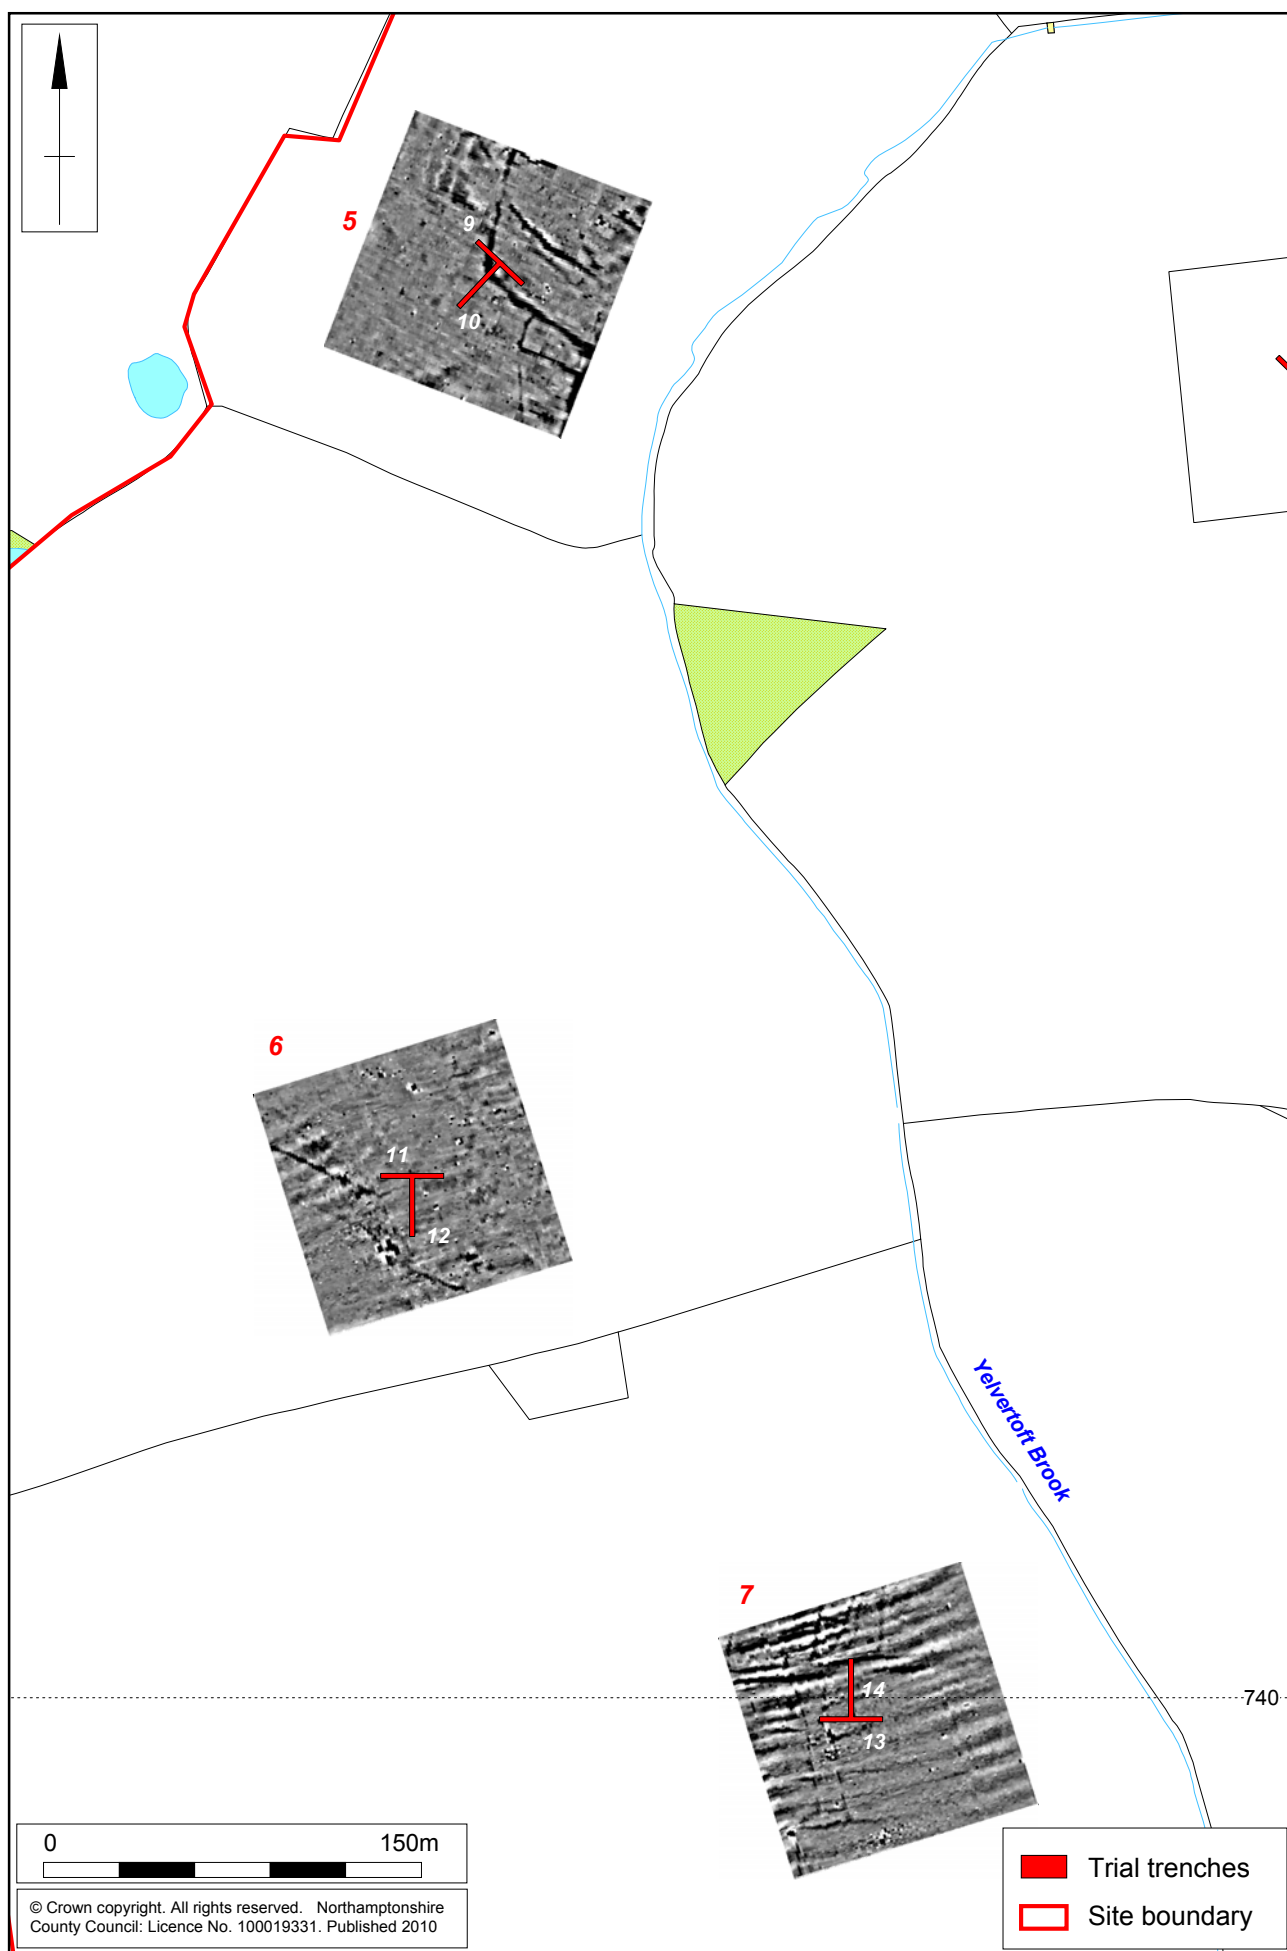 5
9
10
6
11
12
Yelvertoft Brook
7
14
740
13
0 150m
© Crown copyright. All rights reserved. Northamptonshire
County Council: Licence No. 100019331. Published 2010
Trial trenches
Site boundary